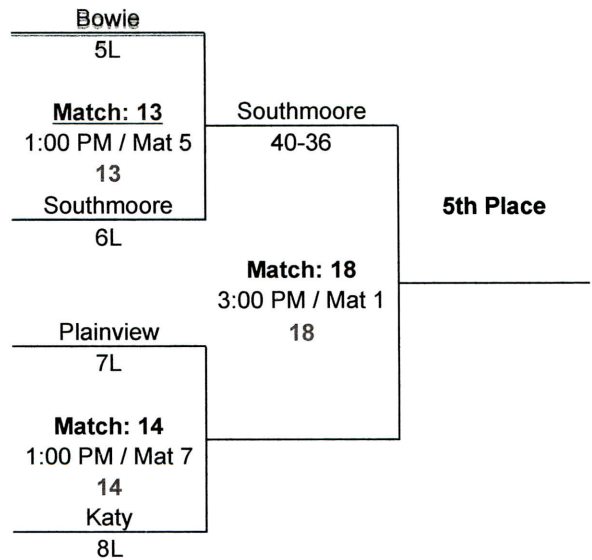 Bowie
5L
Match: 13
1:00 PM / Mat 5
13
Southmoore
6L
Southmoore
40-36
5th Place
Match: 18
3:00 PM / Mat 1
18
Plainview
7L
Match: 14
1:00 PM / Mat 7
14
Katy
8L